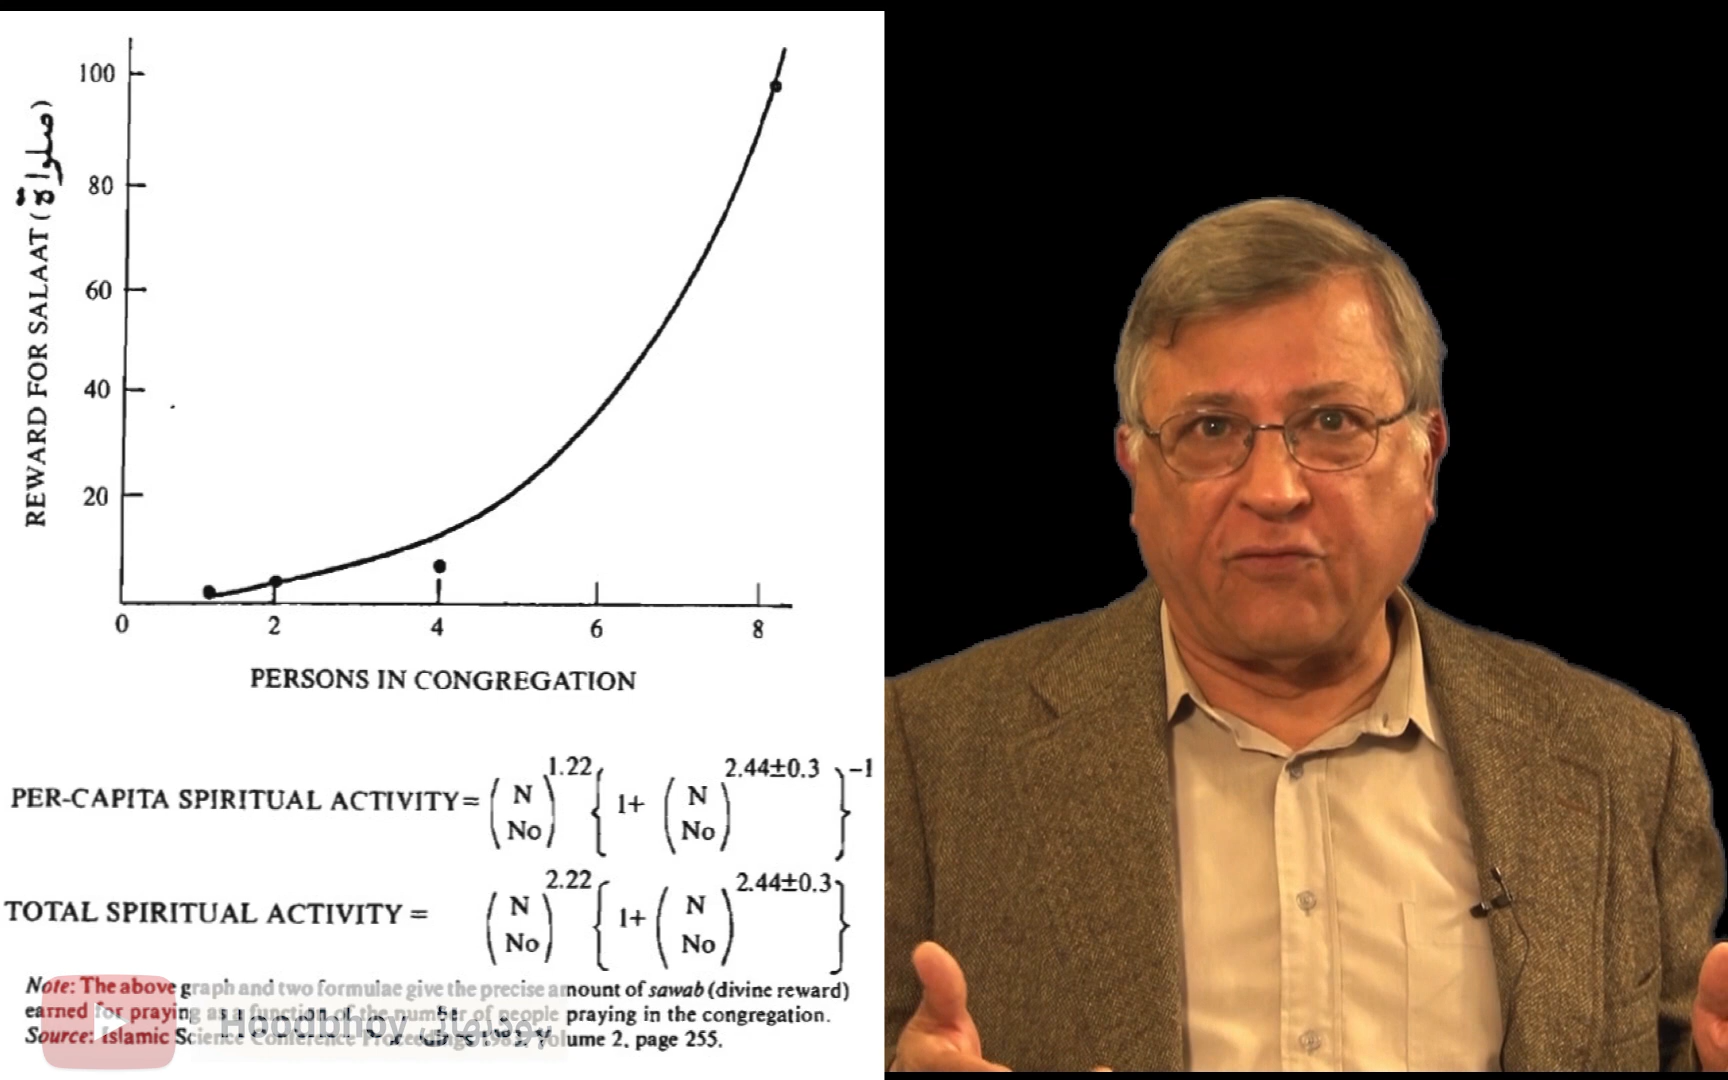 100
80
60
40
20
REWARD FOR SALAAT (صلواة)
0 2 4 6 8
PERSONS IN CONGREGATION
PER-CAPITA SPIRITUAL ACTIVITY = (N/No)^1.22 { 1+ (N/No)^2.44±0.3 }^-1
TOTAL SPIRITUAL ACTIVITY = (N/No)^2.22 { 1+ (N/No)^2.44±0.3 }
Note: The above graph and two formulae give the precise amount of sawab (divine reward)
earned for praying as a function of the number of people praying in the congregation.
Source: Islamic Science Conference Proceedings 1983, Volume 2, page 255.
Hoodbhoy